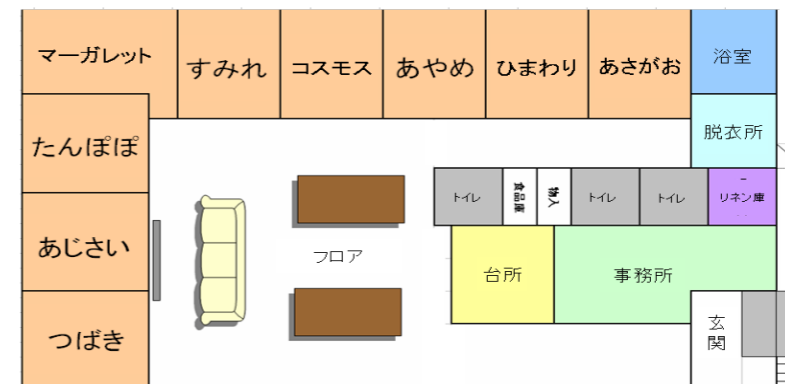 マーガレット
すみれ
コスモス
あやめ
ひまわり
あさがお
浴室
たんぽぽ
脱衣所
トイレ
食品庫
物入
トイレ
トイレ
リネン庫
あじさい
フロア
台所
事務所
つばき
玄
関